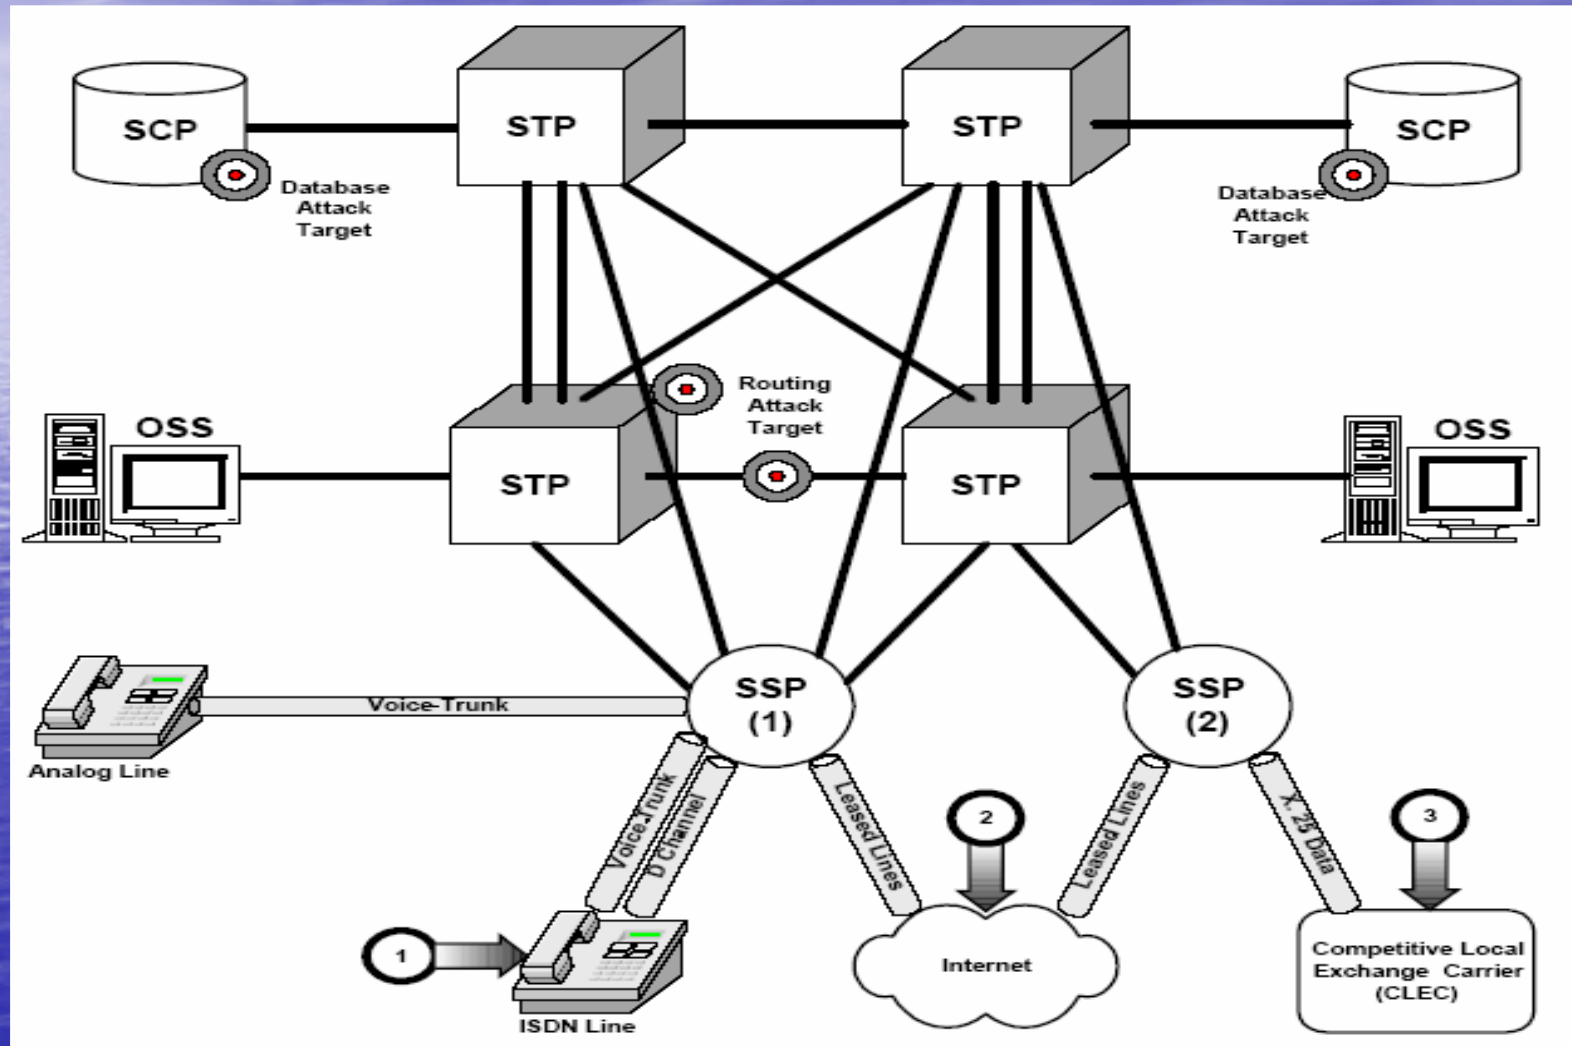 SCP
STP
STP
SCP
Database
Attack
Target
Database
Attack
Target
Routing
Attack
Target
OSS
STP
STP
OSS
SSP
(1)
SSP
(2)
Voice-Trunk
Analog Line
Voice-Trunk
D Channel
Leased Lines
Leased Lines
X. 25 Data
2
3
1
ISDN Line
Internet
Competitive Local
Exchange Carrier
(CLEC)